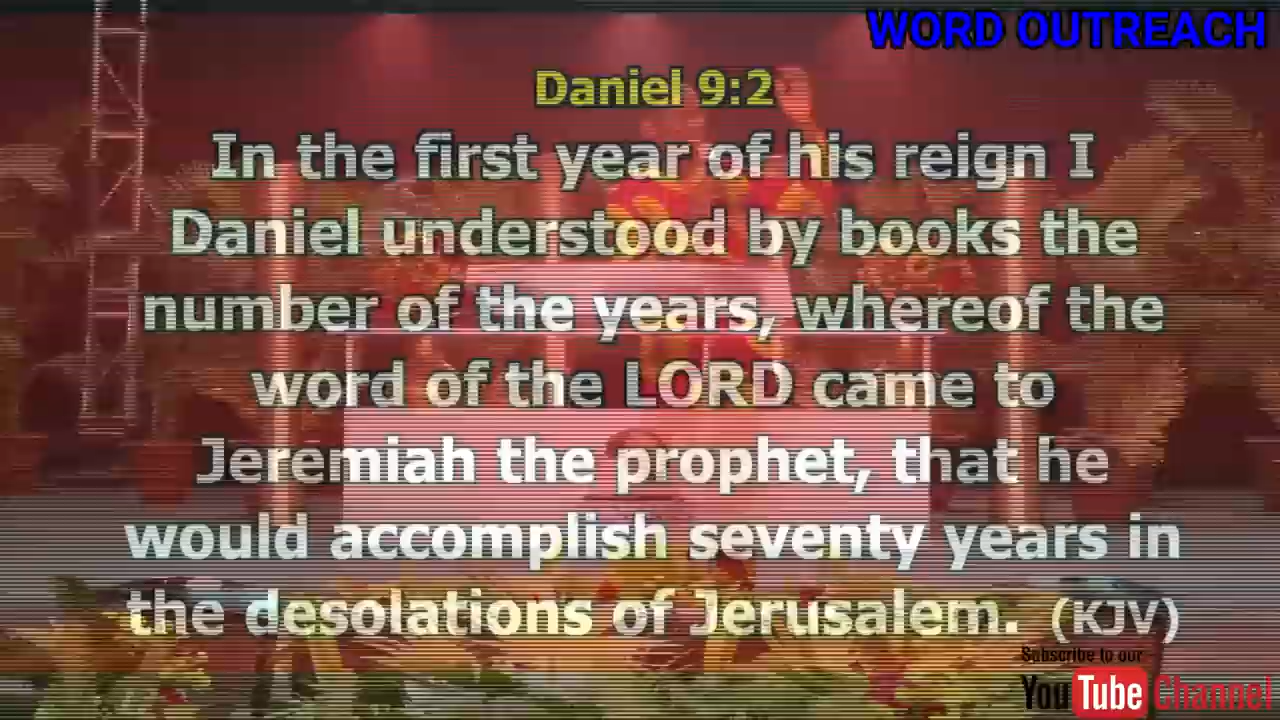 WORD OUTREACH
Daniel 9:2
In the first year of his reign I
Daniel understood by books the
number of the years, whereof the
word of the LORD came to
Jeremiah the prophet, that he
would accomplish seventy years in
the desolations of Jerusalem. (KJV)
Subscribe to our
YouTube Channel